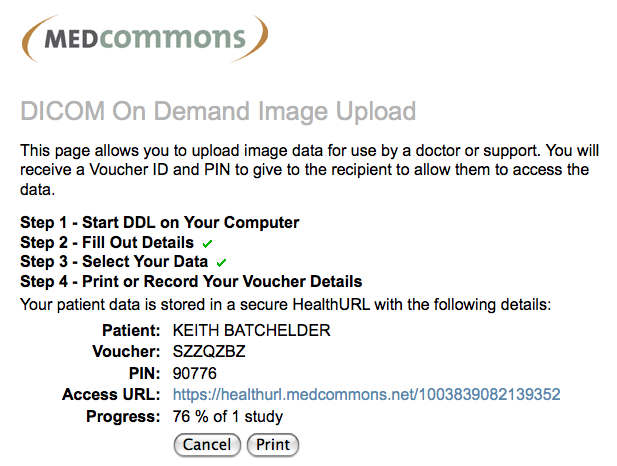 MEDcommons
DICOM On Demand Image Upload
This page allows you to upload image data for use by a doctor or support. You will
receive a Voucher ID and PIN to give to the recipient to allow them to access the
data.
Step 1 - Start DDL on Your Computer
Step 2 - Fill Out Details
Step 3 - Select Your Data
Step 4 - Print or Record Your Voucher Details
Your patient data is stored in a secure HealthURL with the following details:
Patient: KEITH BATCHELDER
Voucher: SZZQZBZ
PIN: 90776
Access URL: https://healthurl.medcommons.net/1003839082139352
Progress: 76 % of 1 study
Cancel Print